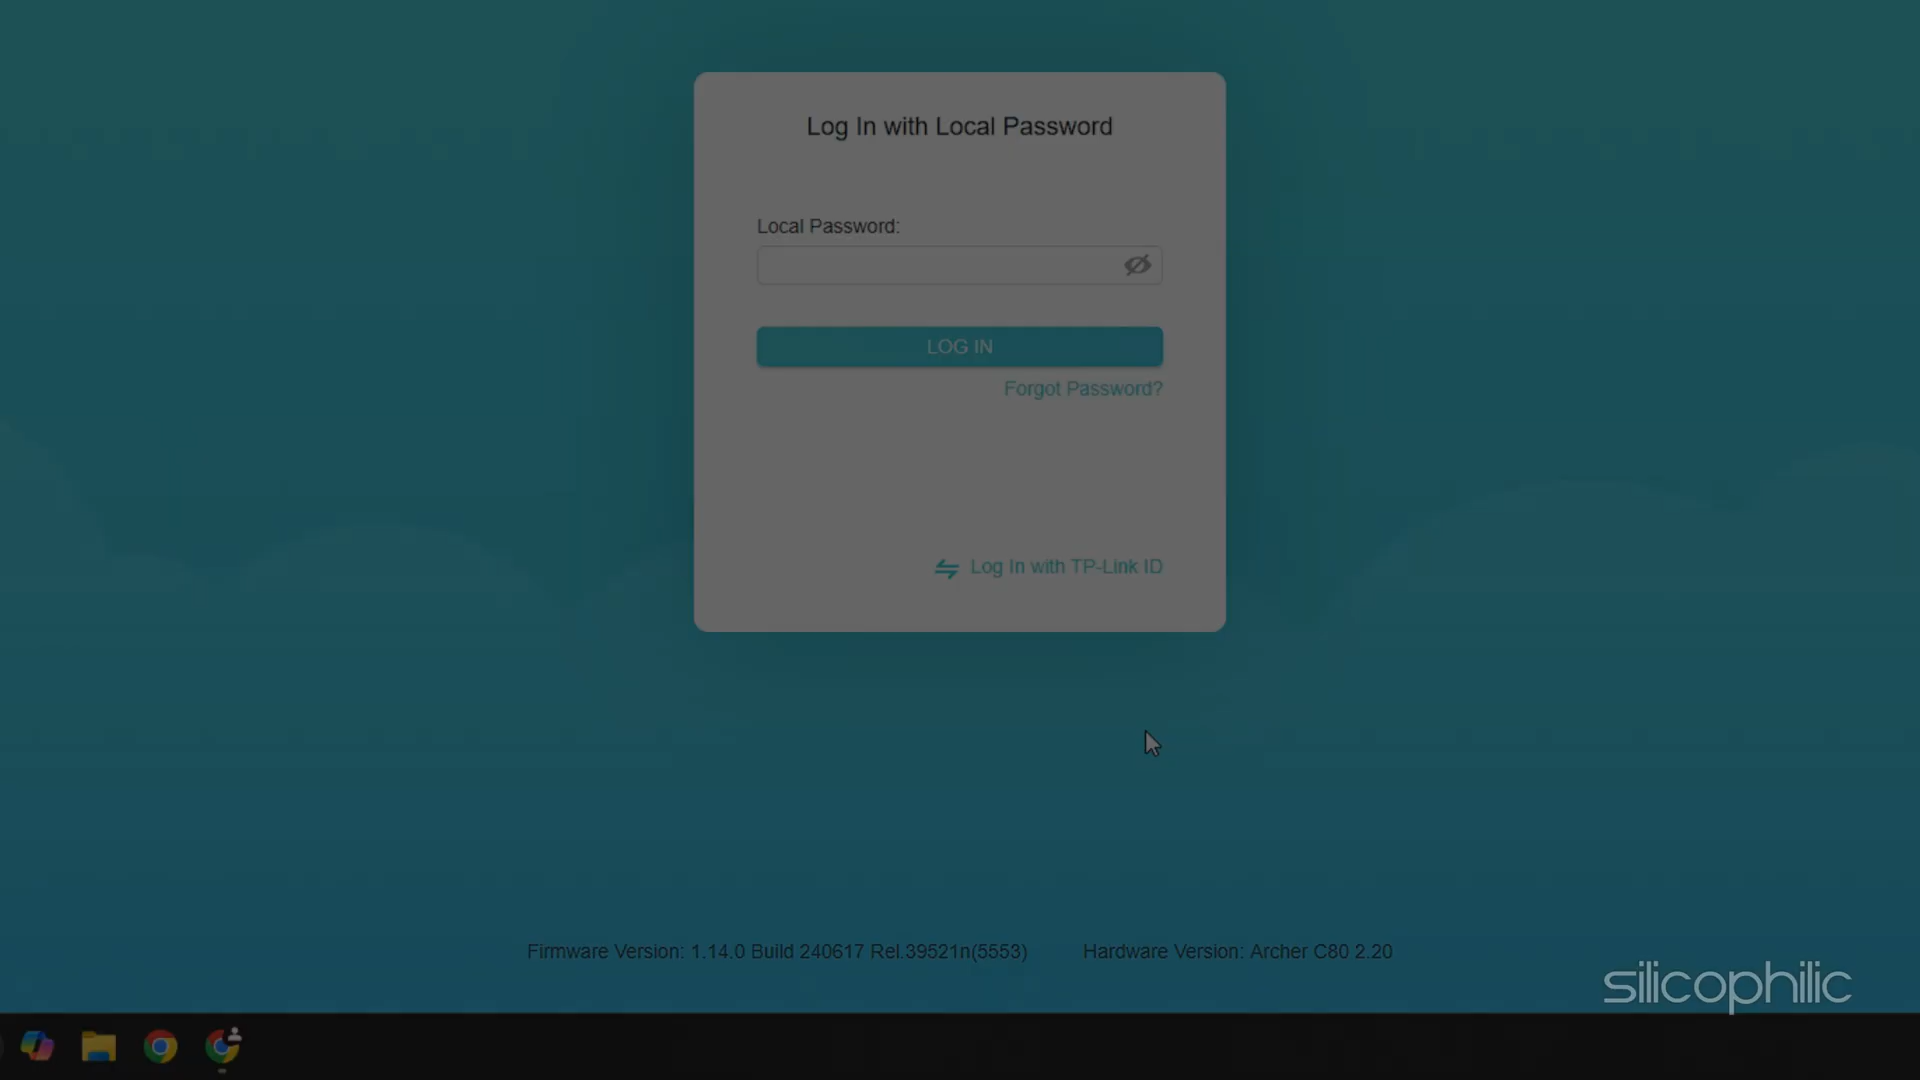 Log In with Local Password
Local Password:
LOG IN
Forgot Password?
Log In with TP-Link ID
Firmware Version: 1.14.0 Build 240617 Rel.39521n(5553)
Hardware Version: Archer C80 2.20
silicophilic